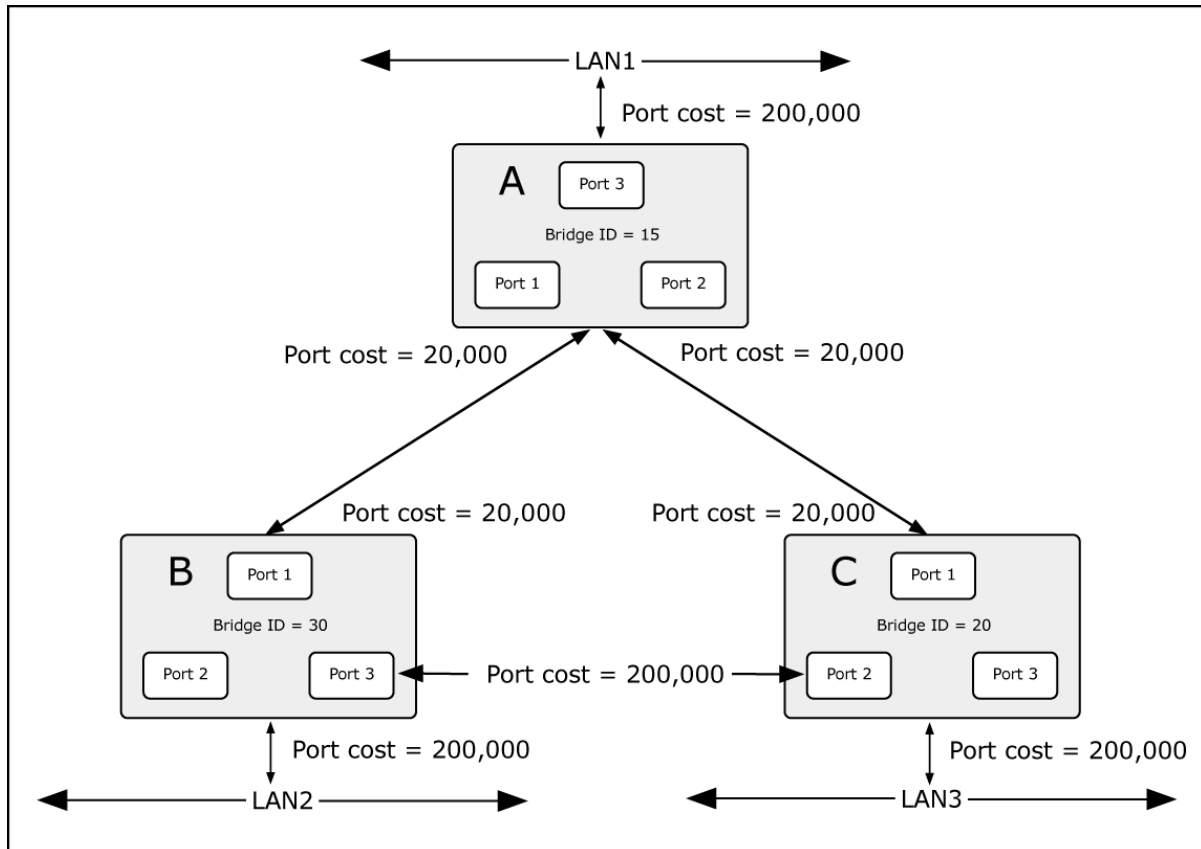 LAN1
Port cost = 200,000
A
Port 3
Bridge ID = 15
Port 1
Port 2
Port cost = 20,000
Port cost = 20,000
Port cost = 20,000
Port cost = 20,000
B
Port 1
Bridge ID = 30
Port 2
Port 3
C
Port 1
Bridge ID = 20
Port 2
Port 3
Port cost = 200,000
Port cost = 200,000
LAN2
Port cost = 200,000
LAN3